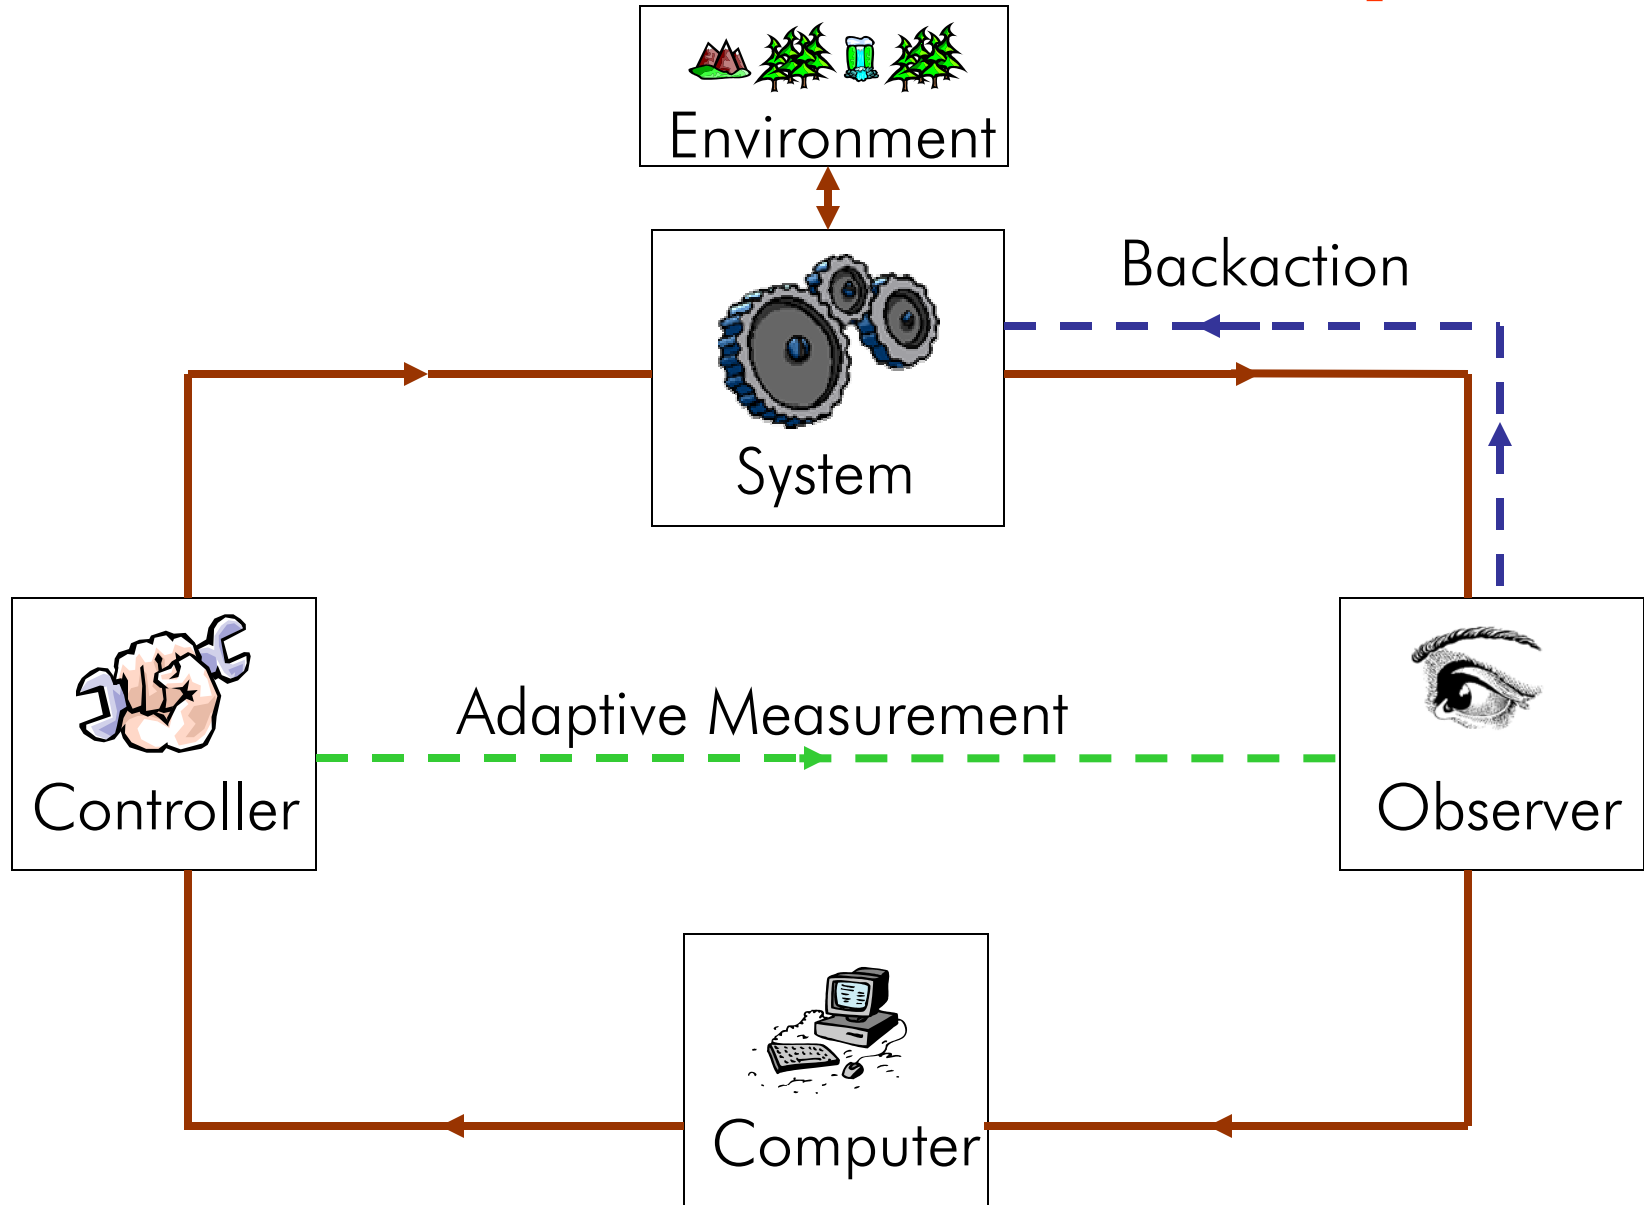 Environment
Backaction
System
Adaptive Measurement
Controller
Observer
Computer